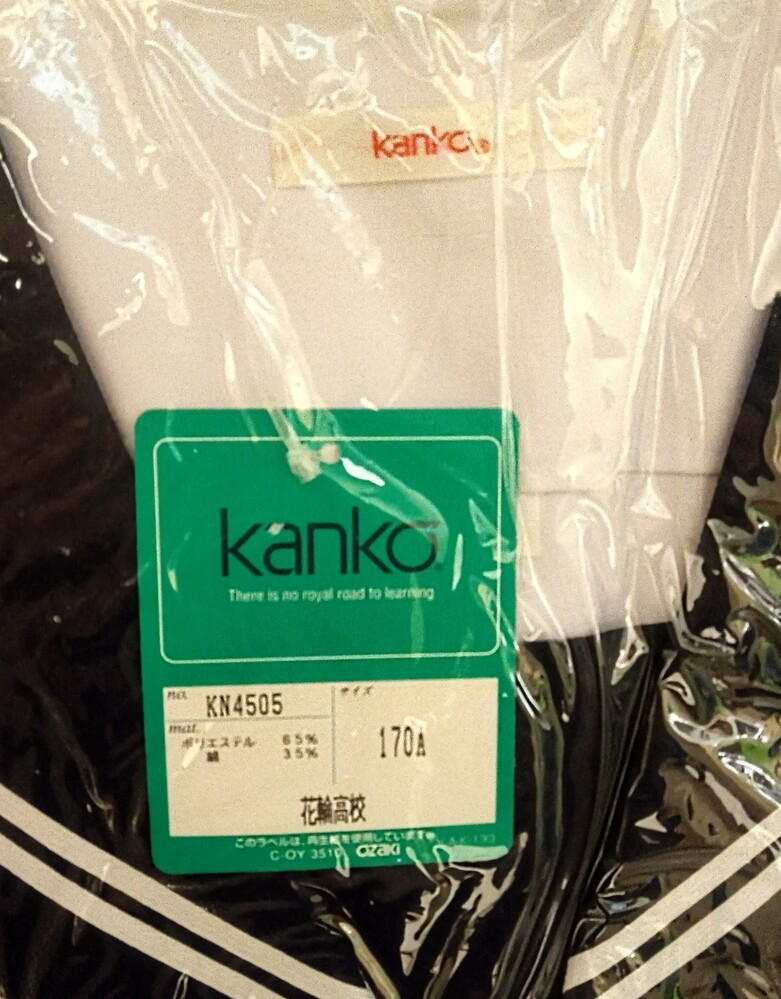 kanko
kanko
There is no royal road to learning
no. KN4505
サイズ
170A
mat.
ポリエステル 65%
綿 35%
花輪高校
このラベルは、再生紙を使用しています。
C-OY 3510 OZAKI